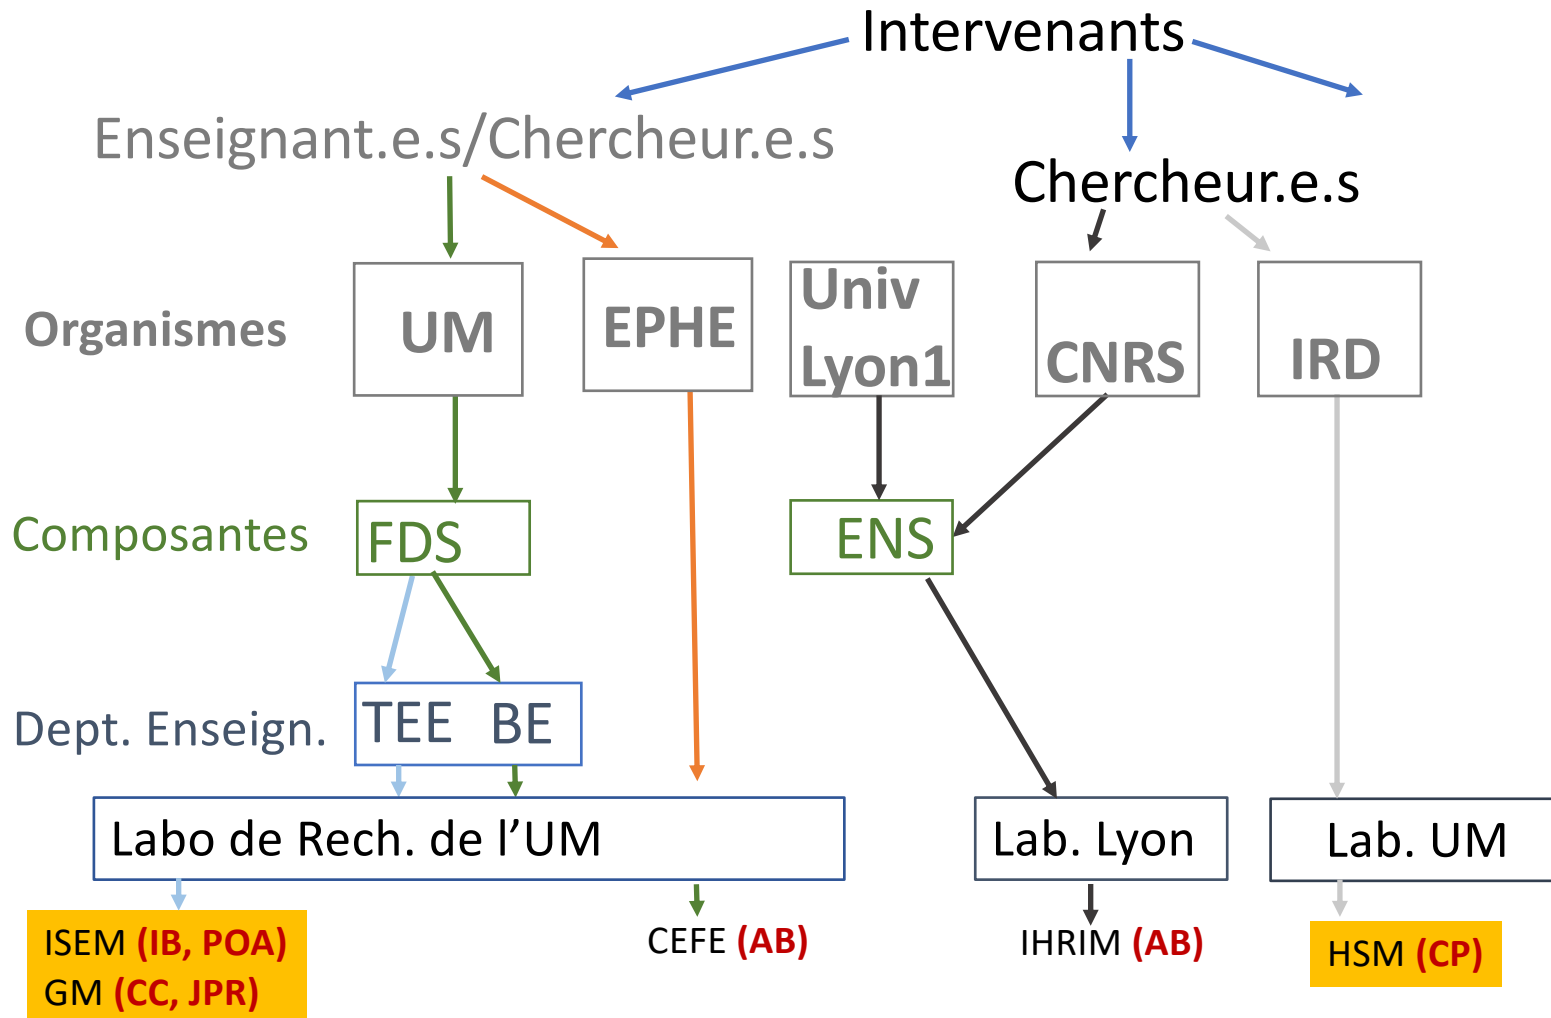 Intervenants
Enseignant.e.s/Chercheur.e.s
Chercheur.e.s
Organismes
UM
EPHE
Univ
Lyon1
CNRS
IRD
Composantes
FDS
ENS
Dept. Enseign.
TEE BE
Labo de Rech. de l’UM
Lab. Lyon
Lab. UM
ISEM (IB, POA)
GM (CC, JPR)
CEFE (AB)
IHRIM (AB)
HSM (CP)